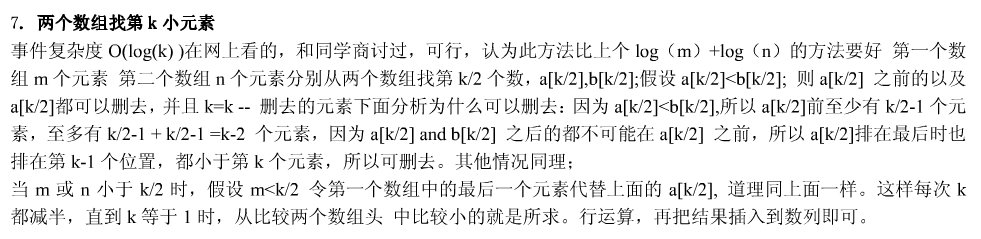 7．两个数组找第 k 小元素
事件复杂度 O(log(k) )在网上看的，和同学商讨过，可行，认为此方法比上个 log（m）+log（n）的方法要好 第一个数
组 m 个元素 第二个数组 n 个元素分别从两个数组找第 k/2 个数，a[k/2],b[k/2];假设 a[k/2]<b[k/2]; 则 a[k/2] 之前的以及
a[k/2]都可以删去，并且 k=k -- 删去的元素下面分析为什么可以删去：因为 a[k/2]<b[k/2],所以 a[k/2]前至少有 k/2-1 个元
素，至多有 k/2-1 + k/2-1 =k-2 个元素，因为 a[k/2] and b[k/2] 之后的都不可能在 a[k/2] 之前，所以 a[k/2]排在最后时也
排在第 k-1 个位置，都小于第 k 个元素，所以可删去。其他情况同理；
当 m 或 n 小于 k/2 时，假设 m<k/2 令第一个数组中的最后一个元素代替上面的 a[k/2], 道理同上面一样。这样每次 k
都减半，直到 k 等于 1 时，从比较两个数组头 中比较小的就是所求。行运算，再把结果插入到数列即可。